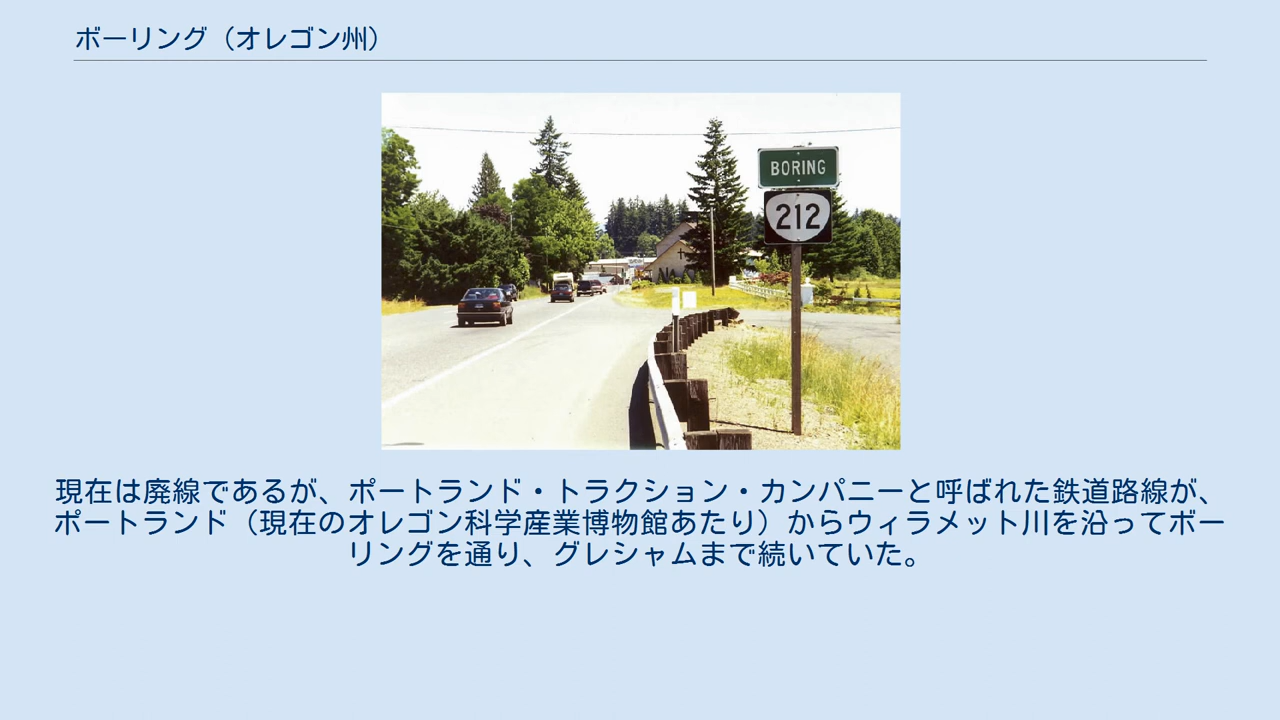 ボーリング（オレゴン州）
BORING
212
現在は廃線であるが、ポートランド・トラクション・カンパニーと呼ばれた鉄道路線が、
ポートランド（現在のオレゴン科学産業博物館あたり）からウィラメット川を沿ってボー
リングを通り、グレシャムまで続いていた。